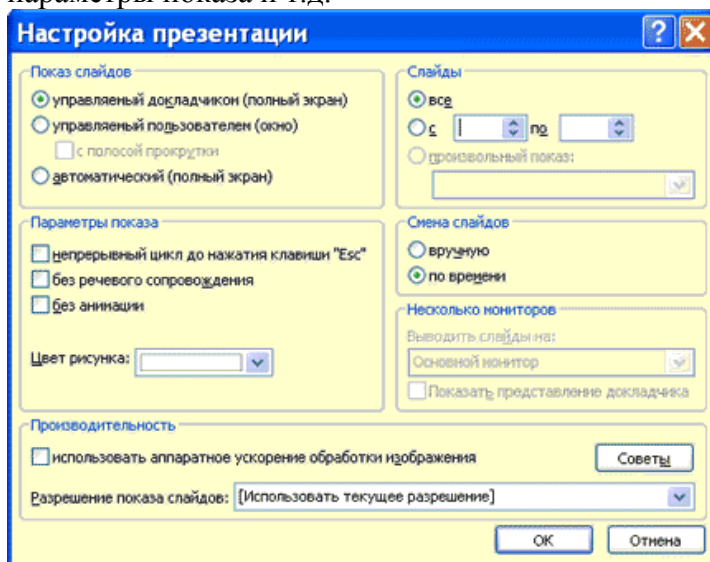 параметры показа и т.д.
Настройка презентации
Показ слайдов
управляемый докладчиком (полный экран)
управляемый пользователем (окно)
с полосой прокрутки
автоматический (полный экран)
Слайды
все
с по
произвольный показ:
Параметры показа
непрерывный цикл до нажатия клавиши "Esc"
без речевого сопровождения
без анимации
Цвет рисунка:
Смена слайдов
вручную
по времени
Несколько мониторов
Выводить слайды на:
Основной монитор
Показать представление докладчика
Производительность
использовать аппаратное ускорение обработки изображения
Советы
Разрешение показа слайдов: [Использовать текущее разрешение]
ОК Отмена